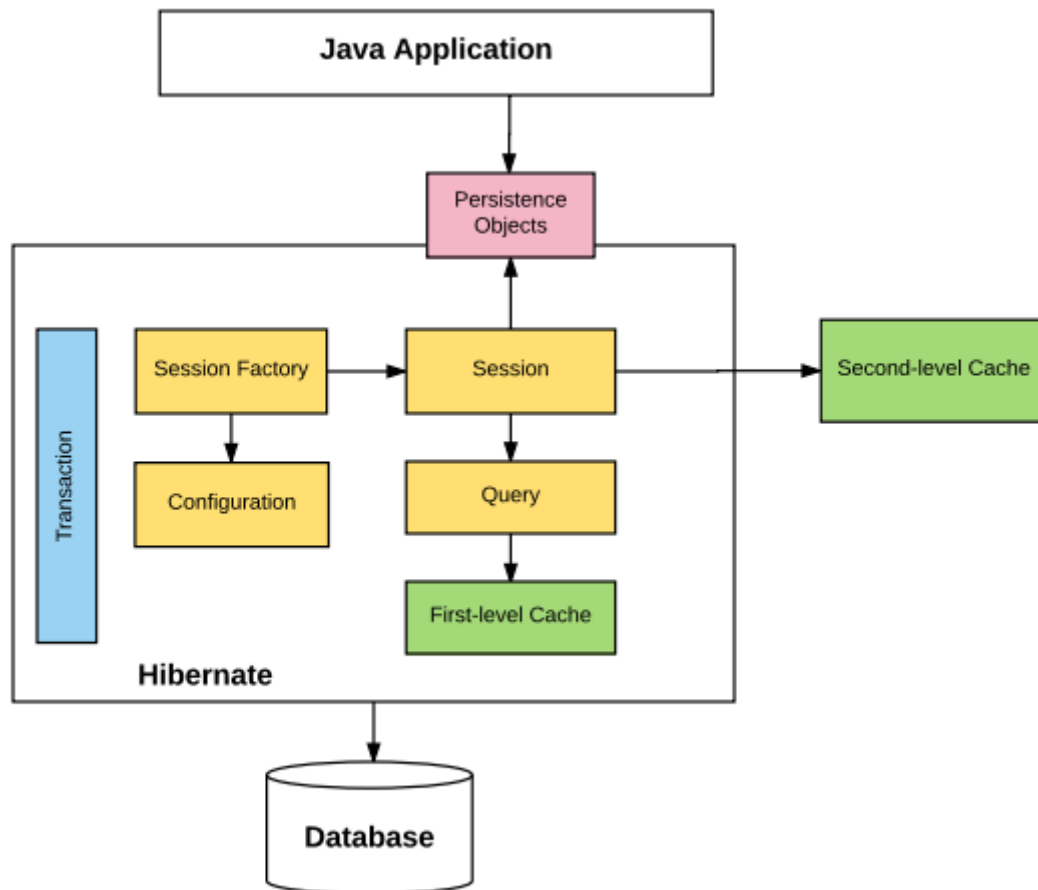 Java Application
Persistence
Objects
Session Factory
Session
Second-level Cache
Configuration
Query
Transaction
First-level Cache
Hibernate
Database